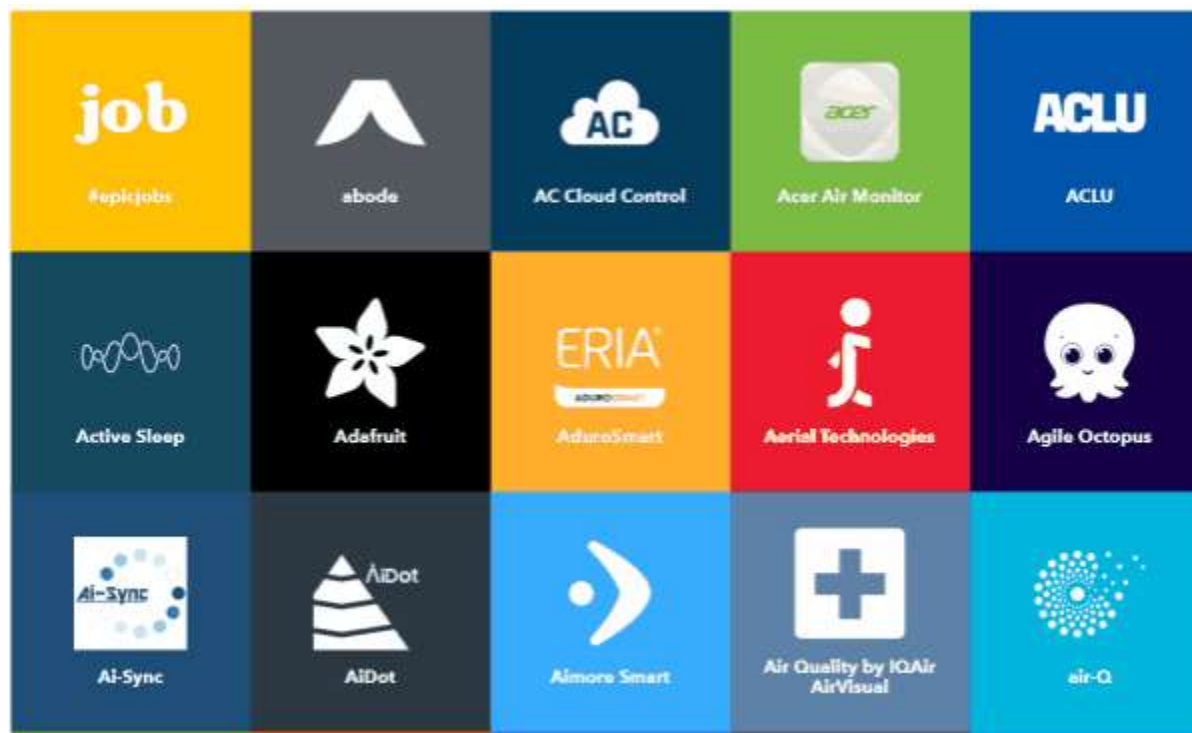 job
#epicjobs
abode
AC
AC Cloud Control
acer
Acer Air Monitor
ACLU
ACLU
Active Sleep
Adafruit
ERIA®
ADUROSMART
AduroSmart
Aerial Technologies
Agile Octopus
Ai-Sync
Ai-Sync
AiDot
AiDot
Aimore Smart
Air Quality by IQAir
AirVisual
air-Q